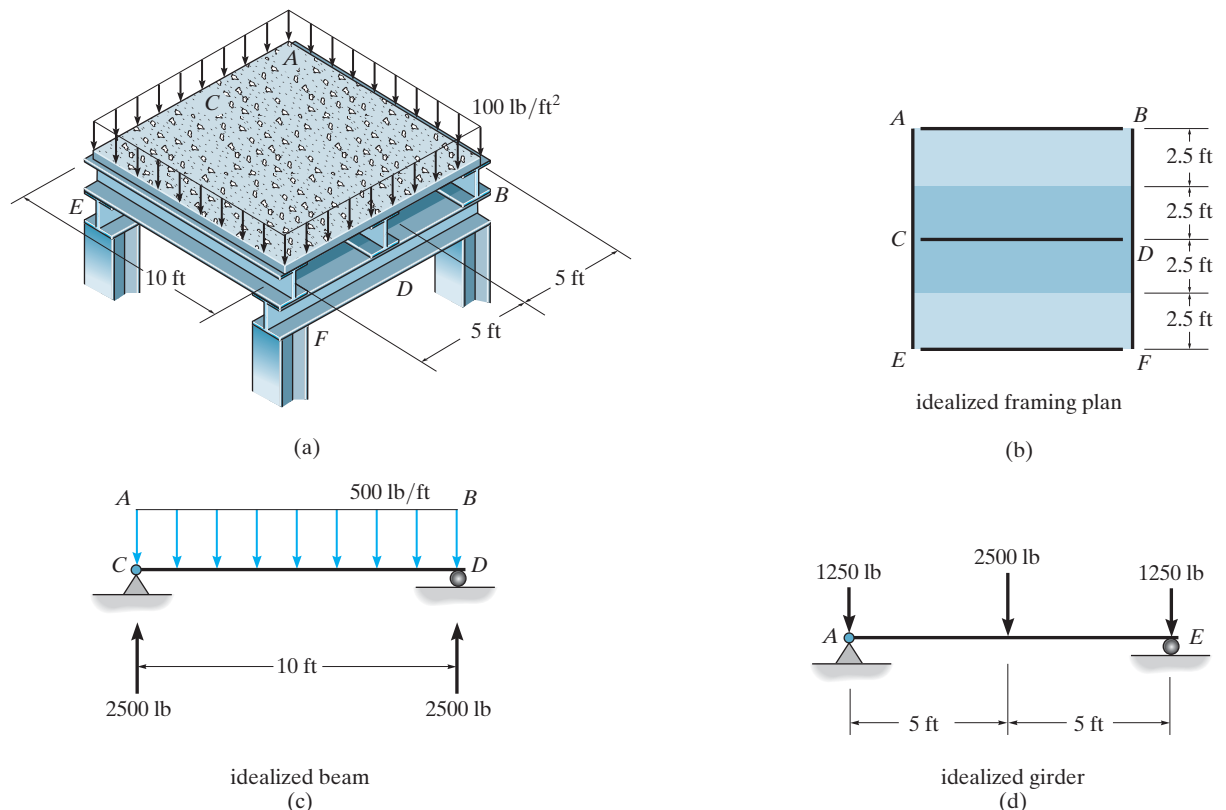 A
C
100 lb/ft²
B
E
10 ft
D
5 ft
5 ft
F
(a)
A
B
2.5 ft
2.5 ft
C
D
2.5 ft
2.5 ft
E
F
idealized framing plan
(b)
A
500 lb/ft
B
C
D
10 ft
2500 lb
2500 lb
idealized beam
(c)
1250 lb
2500 lb
1250 lb
A
E
5 ft
5 ft
idealized girder
(d)